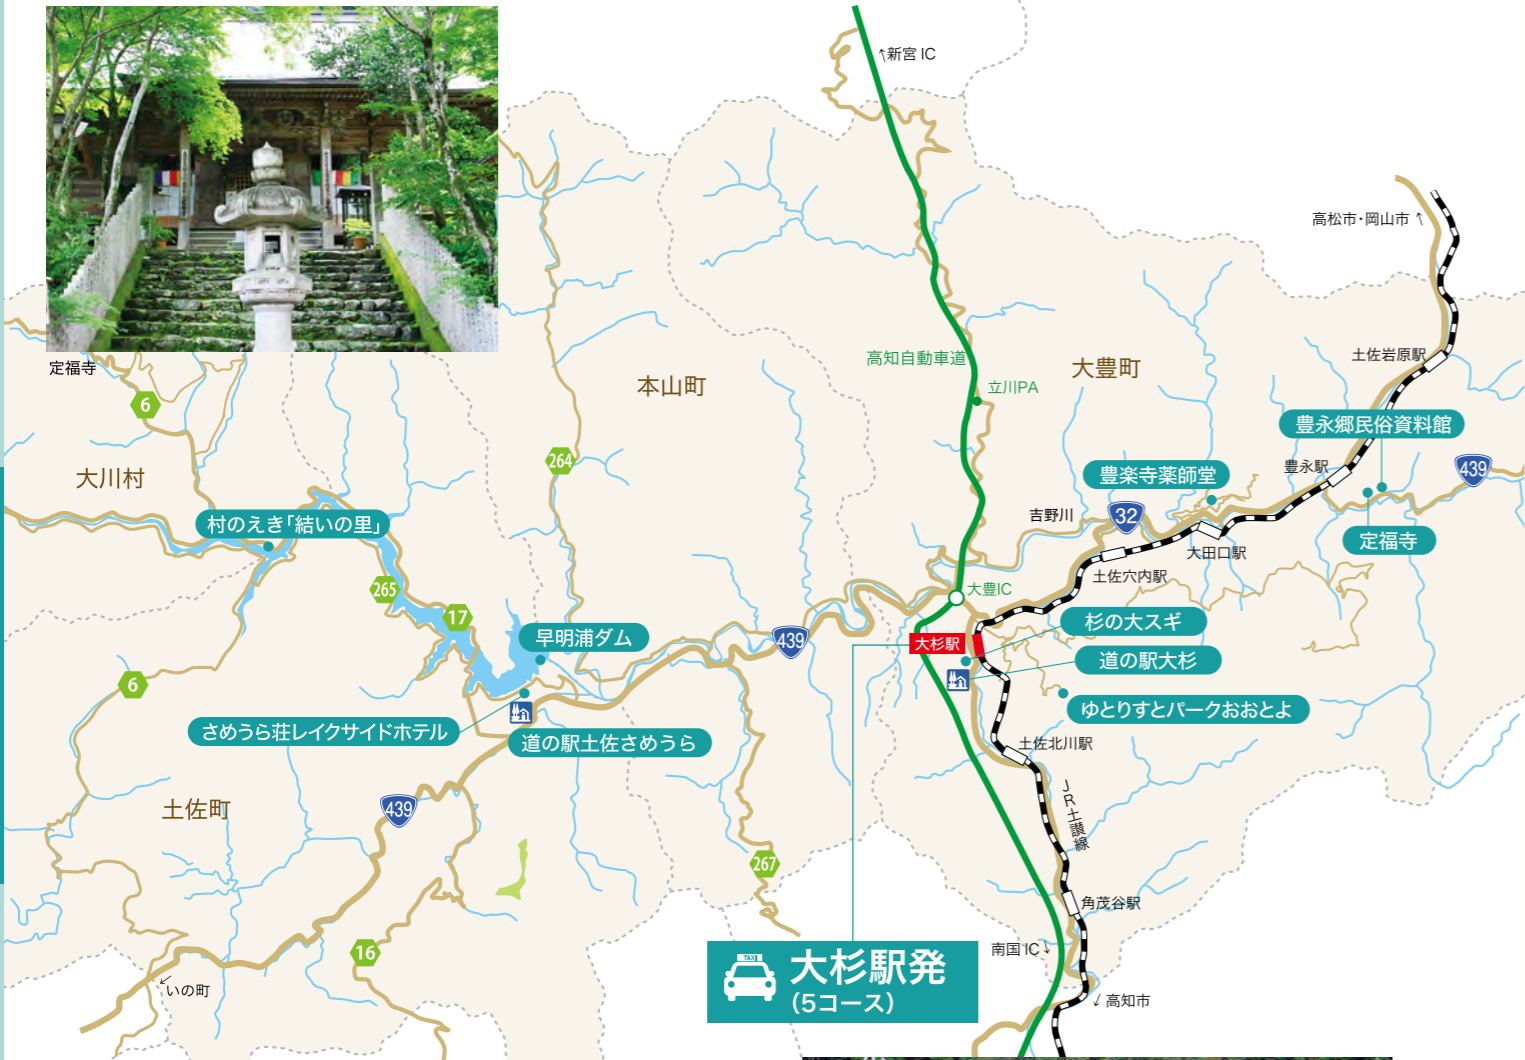 ↑新宮 IC
高松市・岡山市↑
定福寺
6
高知自動車道
大豊町
土佐岩原駅
本山町
立川PA
豊永郷民俗資料館
大川村
264
豊楽寺薬師堂
豊永駅
439
村のえき「結いの里」
吉野川
32
定福寺
大田口駅
土佐穴内駅
265
大豊IC
17
早明浦ダム
439
大杉駅
杉の大スギ
道の駅大杉
6
ゆとりすとパークおおとよ
さめうら荘レイクサイドホテル
道の駅土佐さめうら
土佐北川駅
土佐町
439
JR土讃線
267
角茂谷駅
16
南国 IC↓
TAXI
大杉駅発
(5コース)
↙いの町
↙高知市